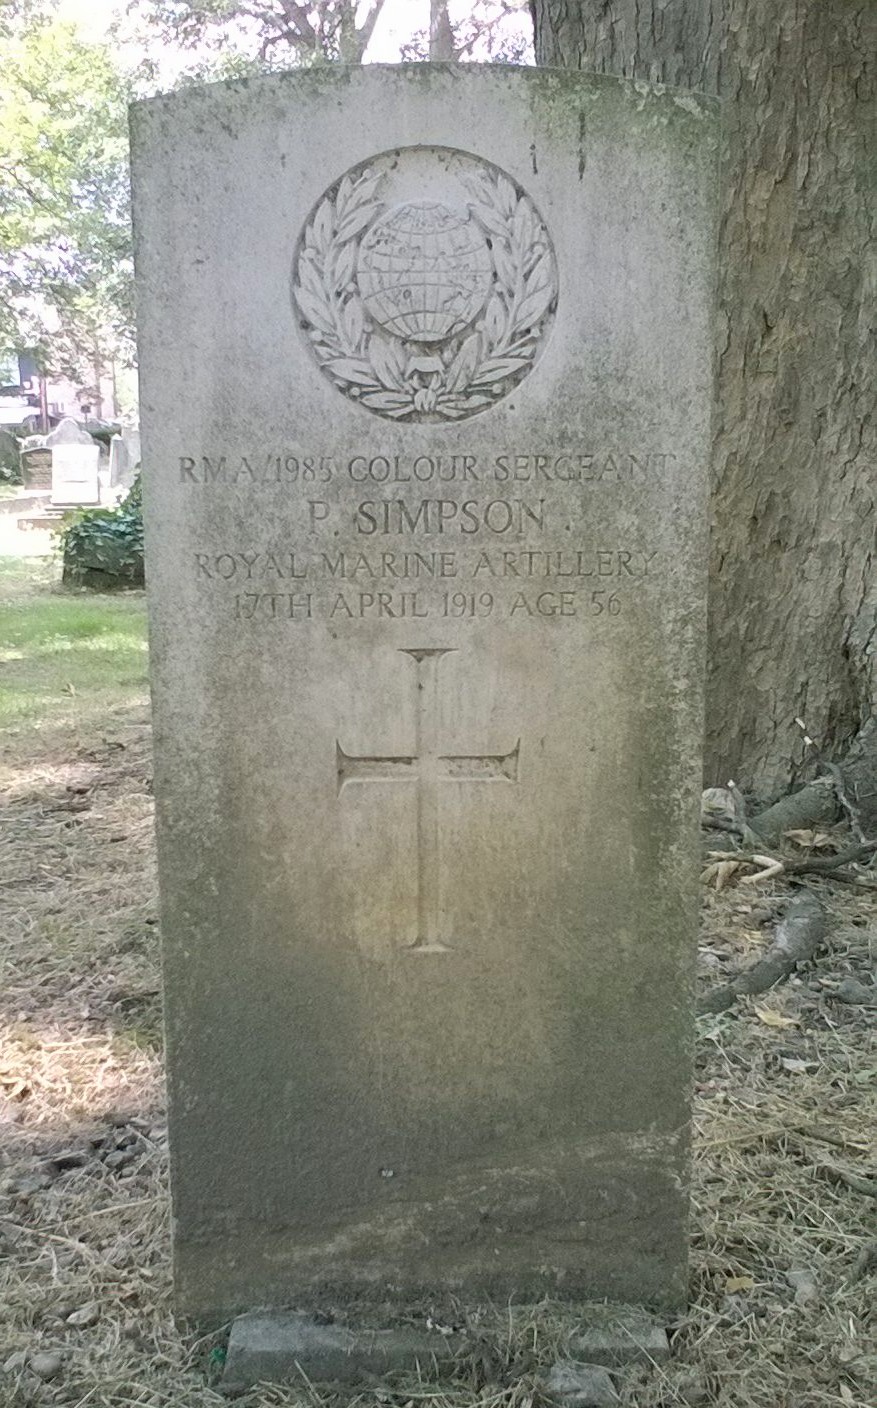 RMA/1985 COLOUR SERGEANT
P. SIMPSON.
ROYAL MARINE ARTILLERY
17TH APRIL 1919 AGE 56